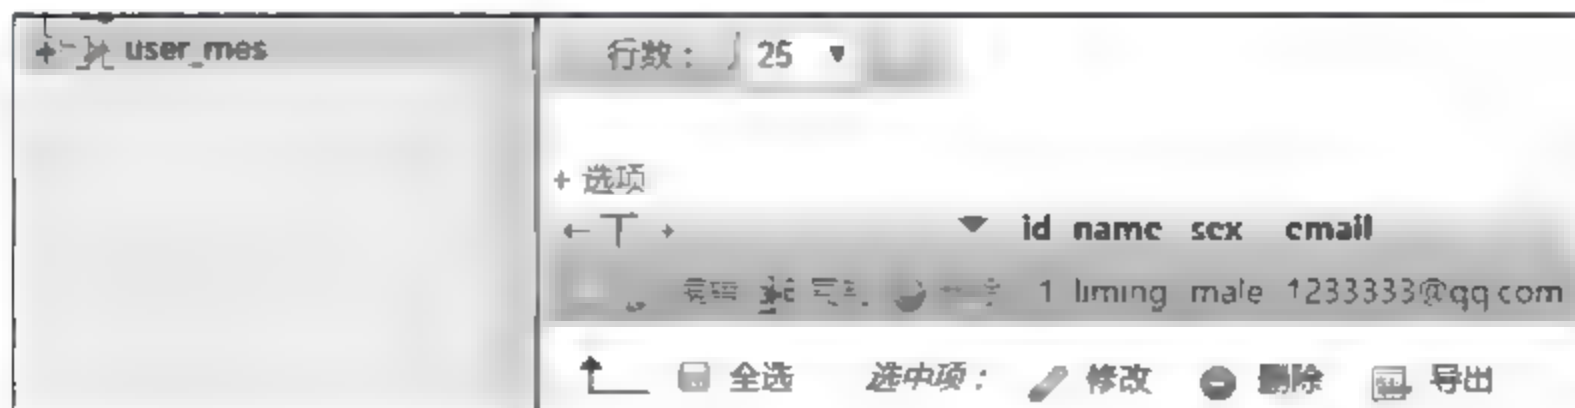 user_mes
行数： 25
+ 选项
←T→ id name sex email
1 liming male 1233333@qq.com
全选 选中项： 修改 删除 导出